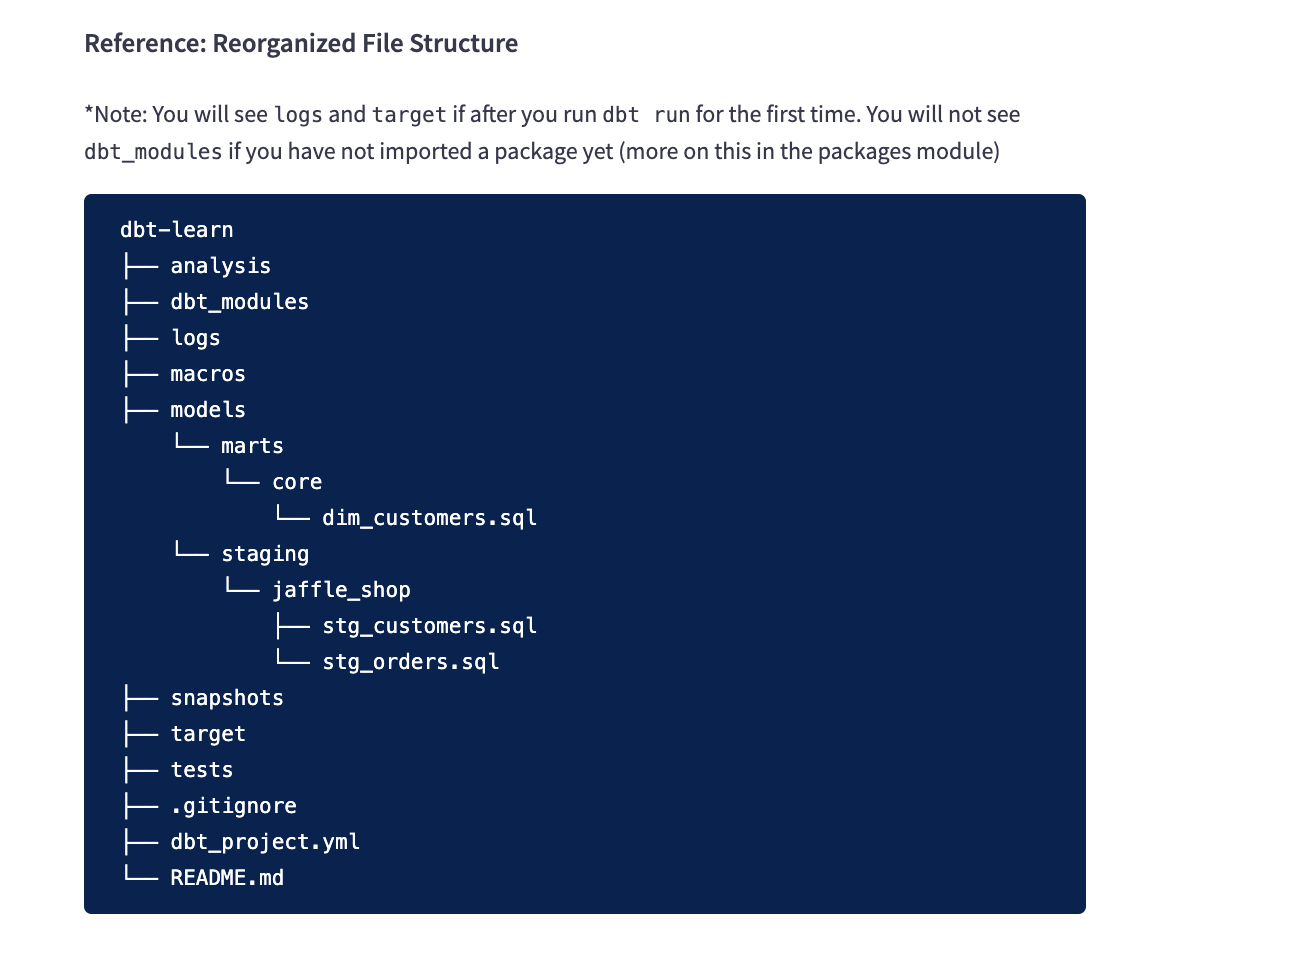 Reference: Reorganized File Structure
*Note: You will see logs and target if after you run dbt run for the first time. You will not see
dbt_modules if you have not imported a package yet (more on this in the packages module)
dbt-learn
├── analysis
├── dbt_modules
├── logs
├── macros
├── models
    └── marts
        └── core
            └── dim_customers.sql
    └── staging
        └── jaffle_shop
            ├── stg_customers.sql
            └── stg_orders.sql
├── snapshots
├── target
├── tests
├── .gitignore
├── dbt_project.yml
└── README.md